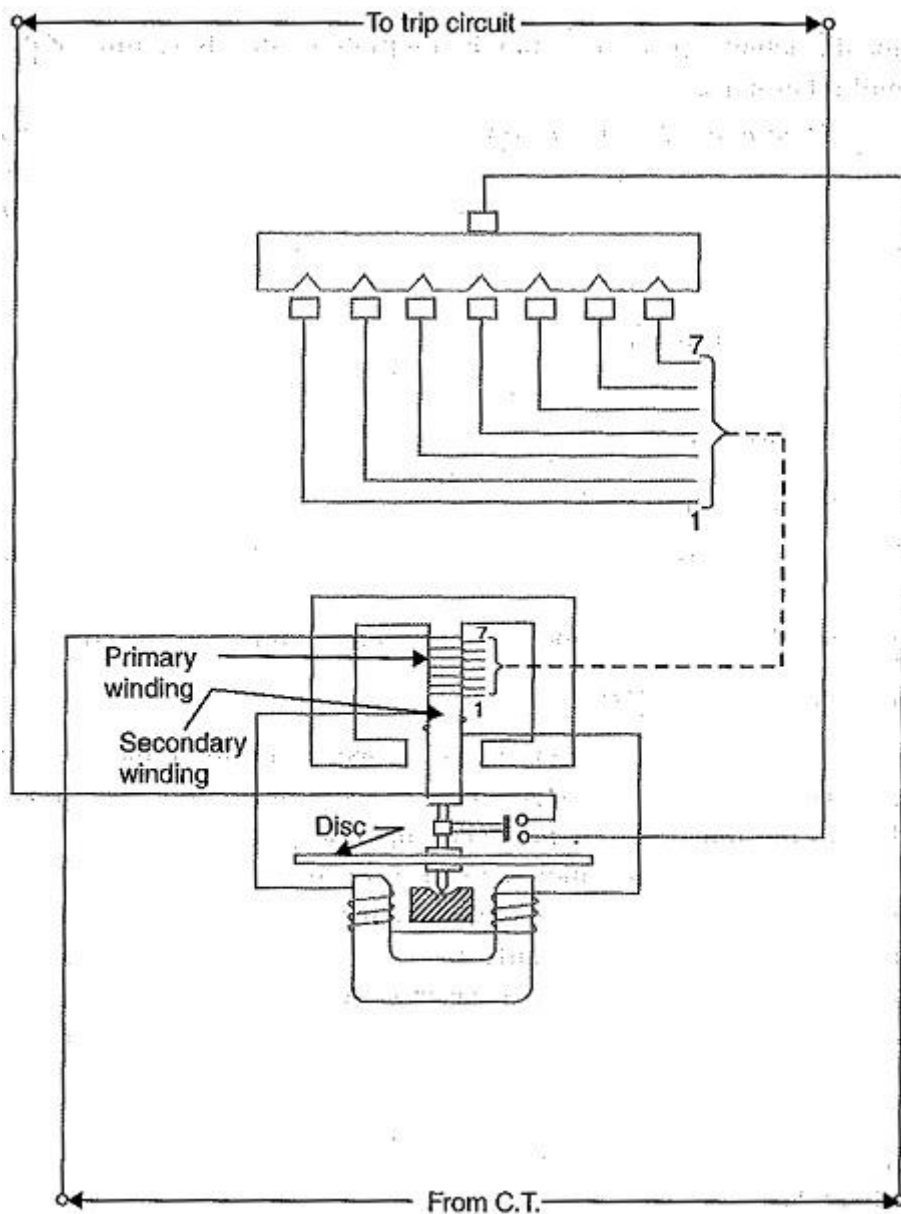 To trip circuit
7
1
7
Primary
winding
1
Secondary
winding
Disc
From C.T.